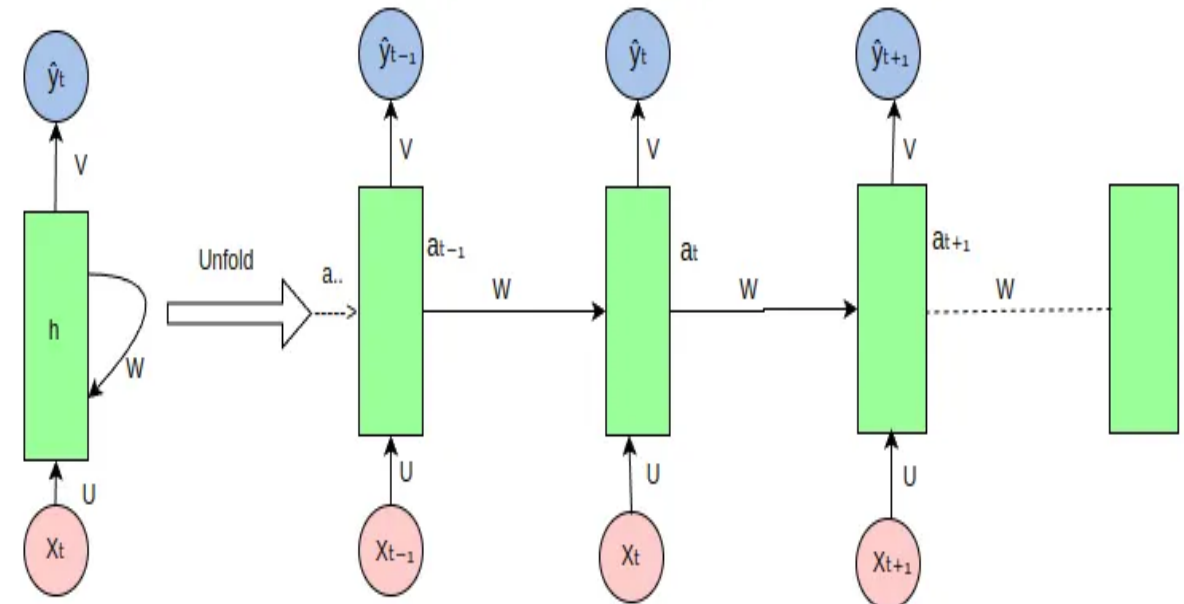 ŷt
V
h
W
U
Xt
Unfold
a..
ŷt−1
V
at−1
W
U
Xt−1
ŷt
V
at
W
U
Xt
ŷt+1
V
at+1
W
U
Xt+1